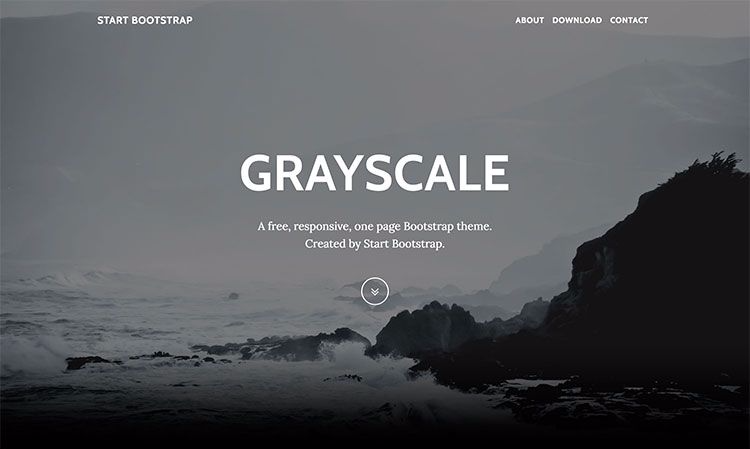 START BOOTSTRAP
ABOUT DOWNLOAD CONTACT
GRAYSCALE
A free, responsive, one page Bootstrap theme.
Created by Start Bootstrap.